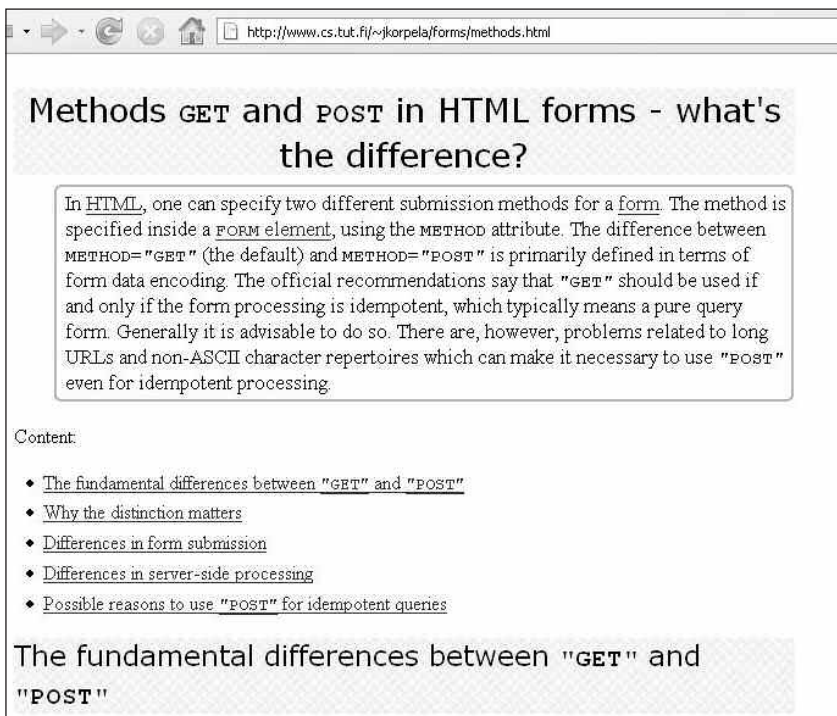 http://www.cs.tut.fi/~jkorpela/forms/methods.html
Methods GET and POST in HTML forms - what's
the difference?
In HTML, one can specify two different submission methods for a form. The method is
specified inside a FORM element, using the METHOD attribute. The difference between
METHOD="GET" (the default) and METHOD="POST" is primarily defined in terms of
form data encoding. The official recommendations say that "GET" should be used if
and only if the form processing is idempotent, which typically means a pure query
form. Generally it is advisable to do so. There are, however, problems related to long
URLs and non-ASCII character repertoires which can make it necessary to use "POST"
even for idempotent processing.
Content:
The fundamental differences between "GET" and "POST"
Why the distinction matters
Differences in form submission
Differences in server-side processing
Possible reasons to use "POST" for idempotent queries
The fundamental differences between "GET" and
"POST"